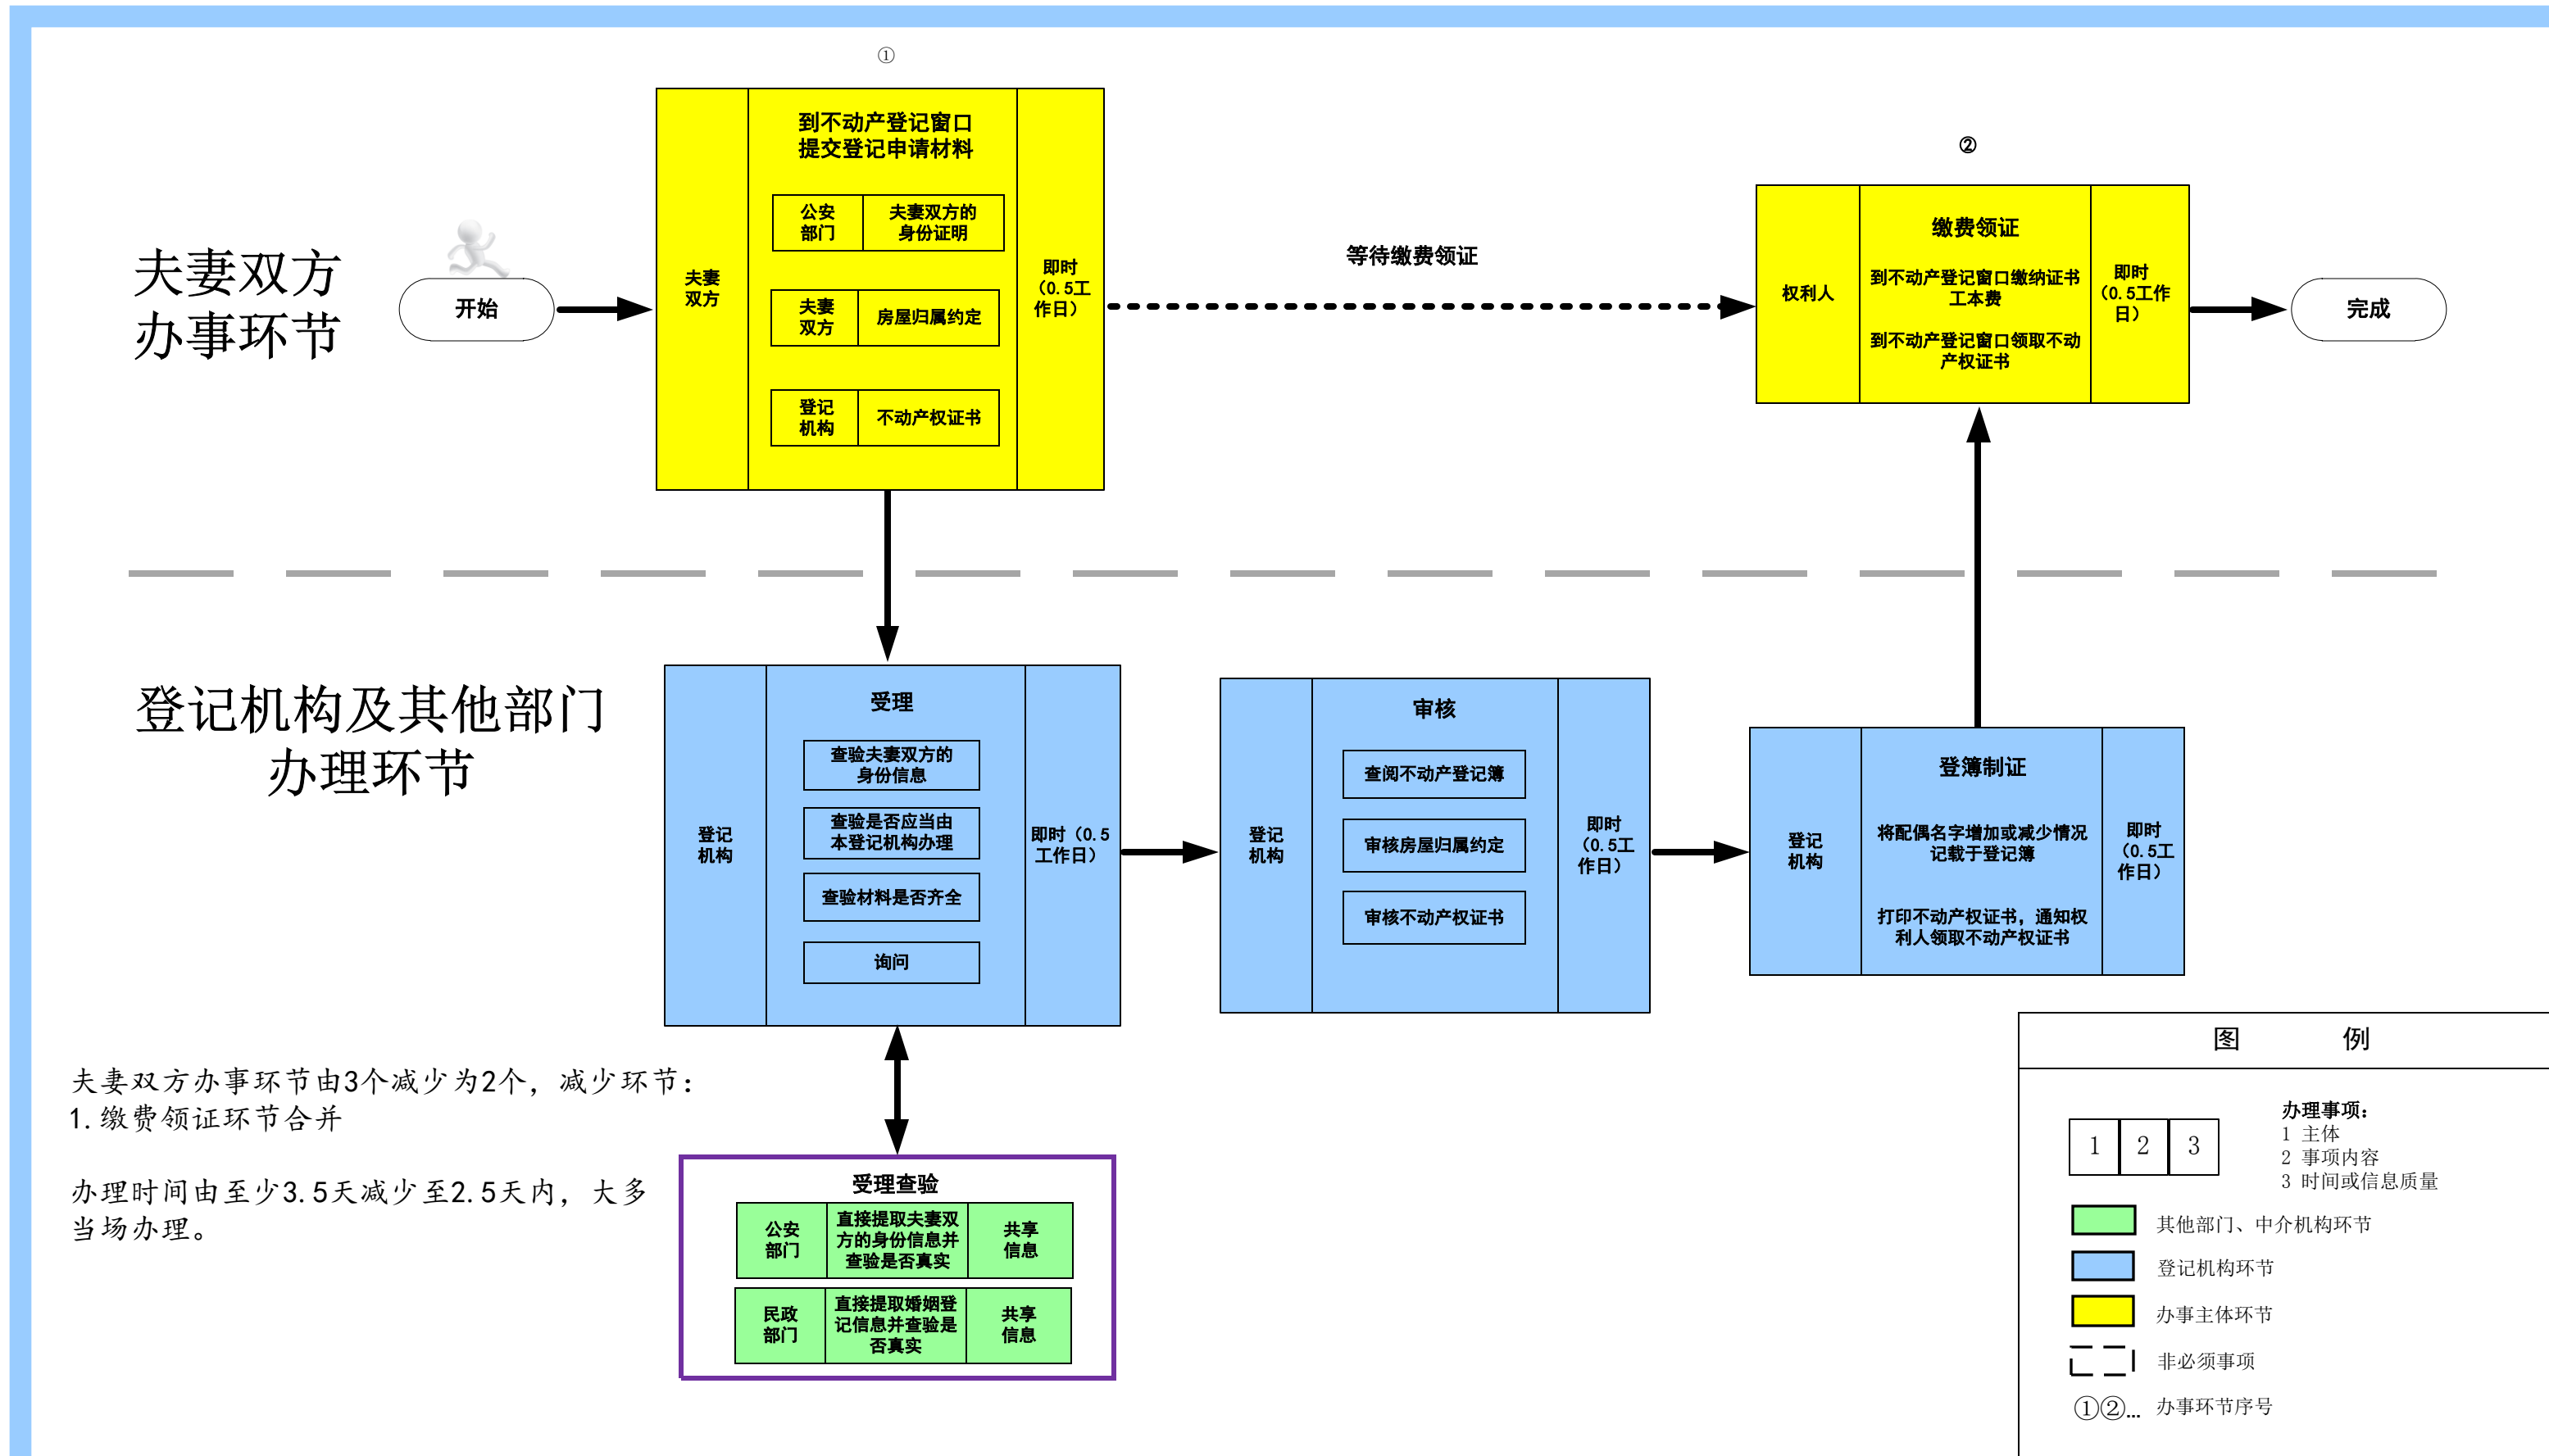 ①
到不动产登记窗口
提交登记申请材料
公安
部门
夫妻双方的
身份证明
夫妻
双方
夫妻
双方
房屋归属约定
登记
机构
不动产权证书
即时
（0.5工
作日）
夫妻双方
办事环节
开始
等待缴费领证
②
权利人
缴费领证
到不动产登记窗口缴纳证书
工本费
到不动产登记窗口领取不动
产权证书
即时
（0.5工作
日）
完成
登记机构及其他部门
办理环节
登记
机构
受理
查验夫妻双方的
身份信息
查验是否应当由
本登记机构办理
查验材料是否齐全
询问
即时（0.5
工作日）
登记
机构
审核
查阅不动产登记簿
审核房屋归属约定
审核不动产权证书
即时
（0.5工
作日）
登记
机构
登簿制证
将配偶名字增加或减少情况
记载于登记簿
打印不动产权证书，通知权
利人领取不动产权证书
即时
（0.5工
作日）
夫妻双方办事环节由3个减少为2个，减少环节：
1.缴费领证环节合并
办理时间由至少3.5天减少至2.5天内，大多
当场办理。
受理查验
公安
部门
直接提取夫妻双
方的身份信息并
查验是否真实
共享
信息
民政
部门
直接提取婚姻登
记信息并查验是
否真实
共享
信息
图 例
1 2 3
办理事项：
1 主体
2 事项内容
3 时间或信息质量
其他部门、中介机构环节
登记机构环节
办事主体环节
非必须事项
①②… 办事环节序号